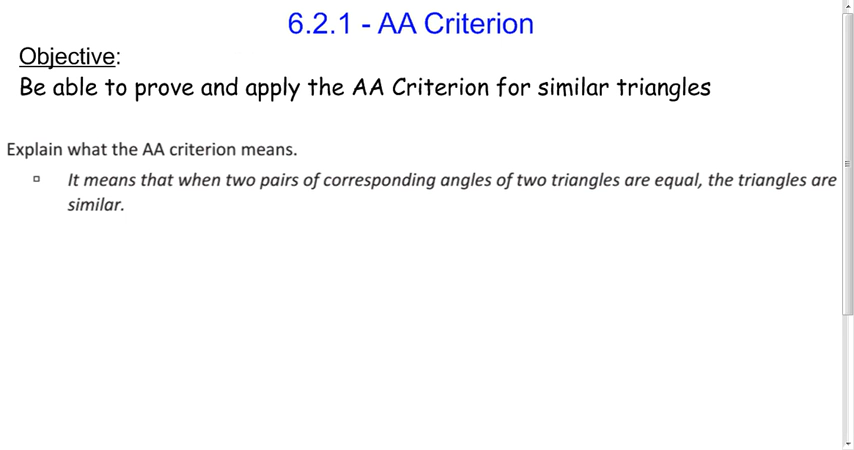 6.2.1 - AA Criterion
Objective:
Be able to prove and apply the AA Criterion for similar triangles
Explain what the AA criterion means.
It means that when two pairs of corresponding angles of two triangles are equal, the triangles are
similar.